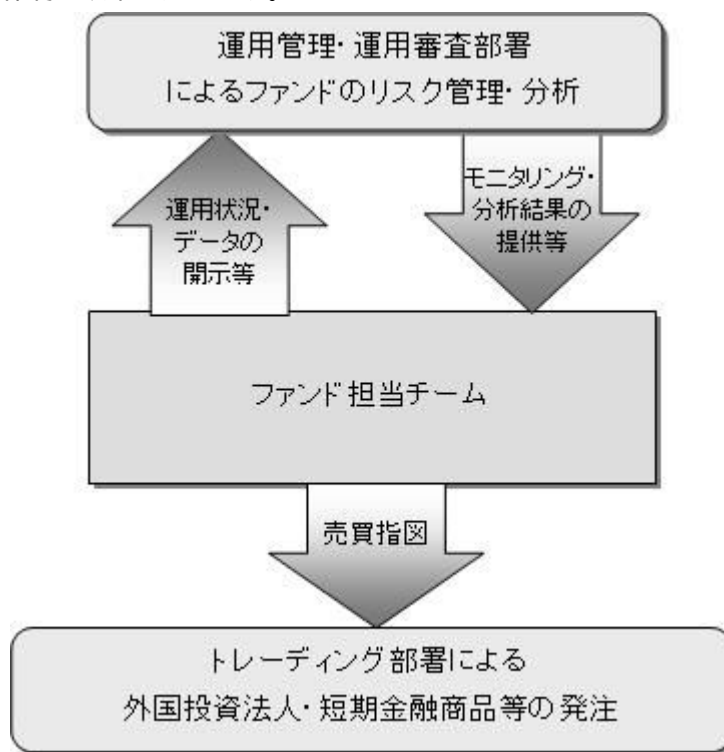 運用管理・運用審査部署
によるファンドのリスク管理・分析
運用状況・
データの
開示等
モニタリング・
分析結果の
提供等
ファンド担当チーム
売買指図
トレーディング部署による
外国投資法人・短期金融商品等の発注